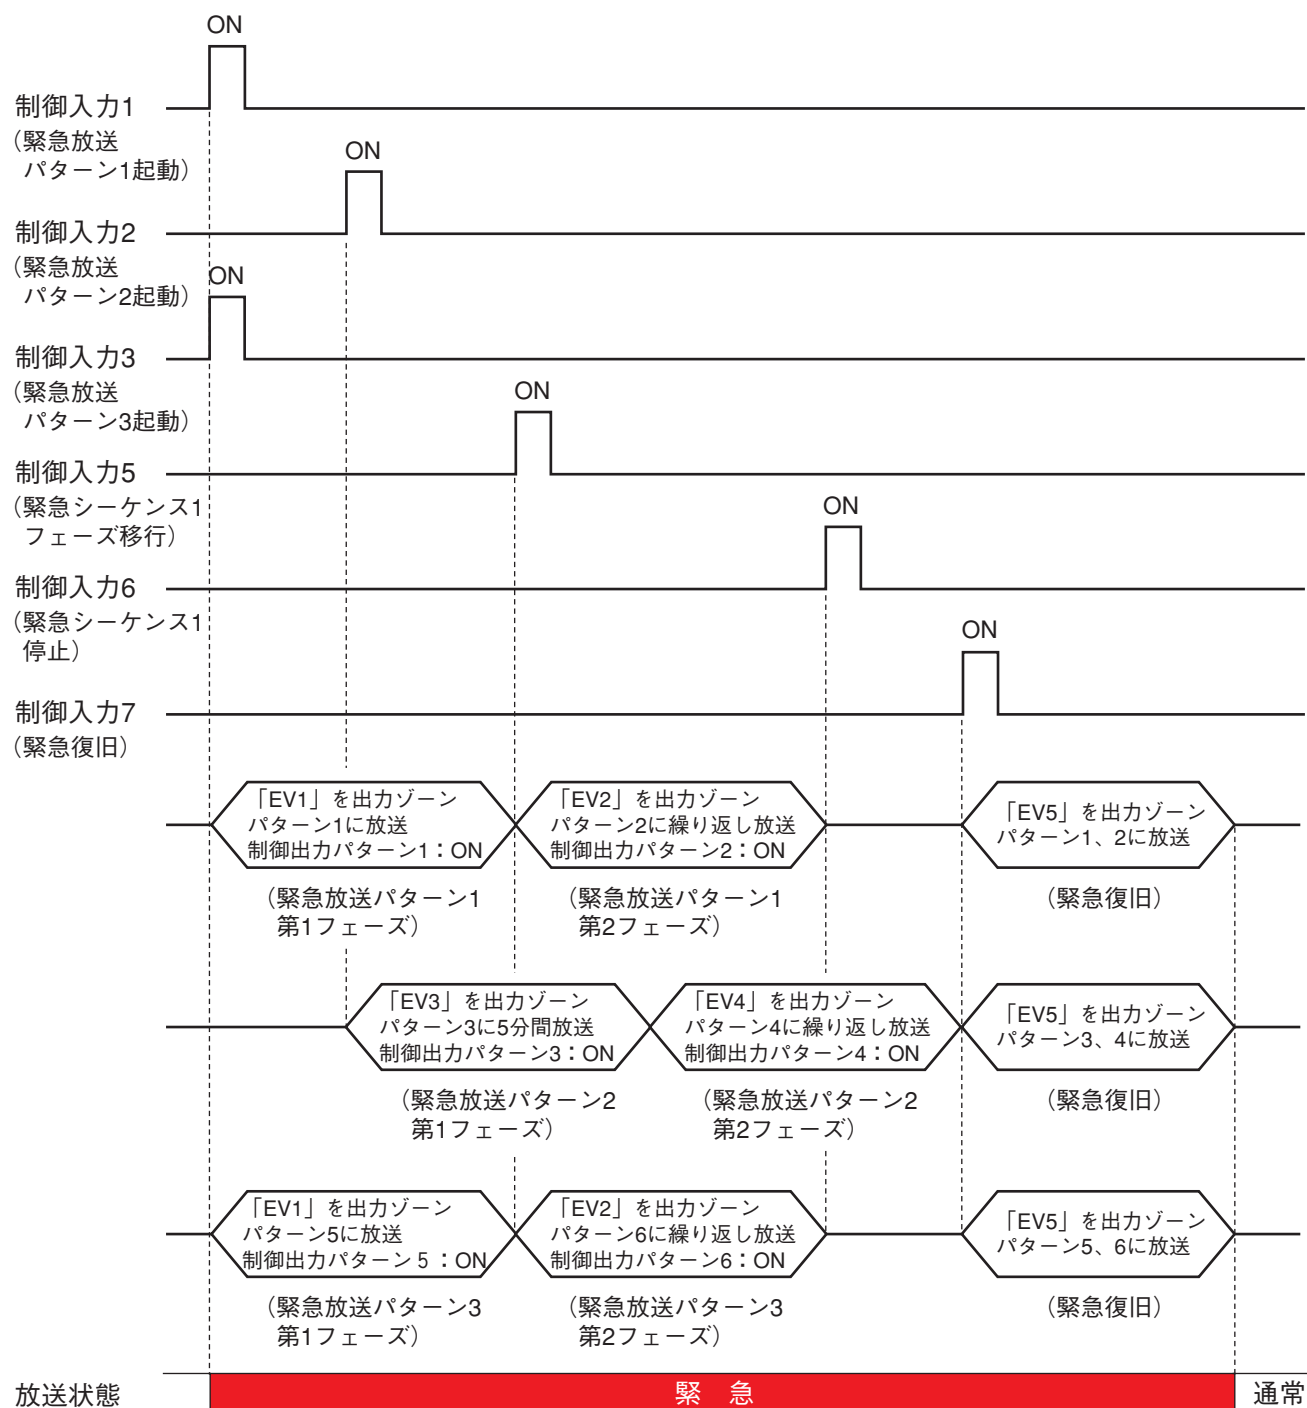 ON
制御入力1
（緊急放送
パターン1起動）
ON
制御入力2
（緊急放送
パターン2起動）
ON
制御入力3
（緊急放送
パターン3起動）
ON
制御入力5
（緊急シーケンス1
フェーズ移行）
ON
制御入力6
（緊急シーケンス1
停止）
ON
制御入力7
（緊急復旧）
「EV1」を出力ゾーン
パターン1に放送
制御出力パターン1：ON
（緊急放送パターン1
第1フェーズ）
「EV2」を出力ゾーン
パターン2に繰り返し放送
制御出力パターン2：ON
（緊急放送パターン1
第2フェーズ）
「EV5」を出力ゾーン
パターン1、2に放送
（緊急復旧）
「EV3」を出力ゾーン
パターン3に5分間放送
制御出力パターン3：ON
（緊急放送パターン2
第1フェーズ）
「EV4」を出力ゾーン
パターン4に繰り返し放送
制御出力パターン4：ON
（緊急放送パターン2
第2フェーズ）
「EV5」を出力ゾーン
パターン3、4に放送
（緊急復旧）
「EV1」を出力ゾーン
パターン5に放送
制御出力パターン 5 ：ON
（緊急放送パターン3
第1フェーズ）
「EV2」を出力ゾーン
パターン6に繰り返し放送
制御出力パターン6：ON
（緊急放送パターン3
第2フェーズ）
「EV5」を出力ゾーン
パターン5、6に放送
（緊急復旧）
放送状態
緊　急
通常